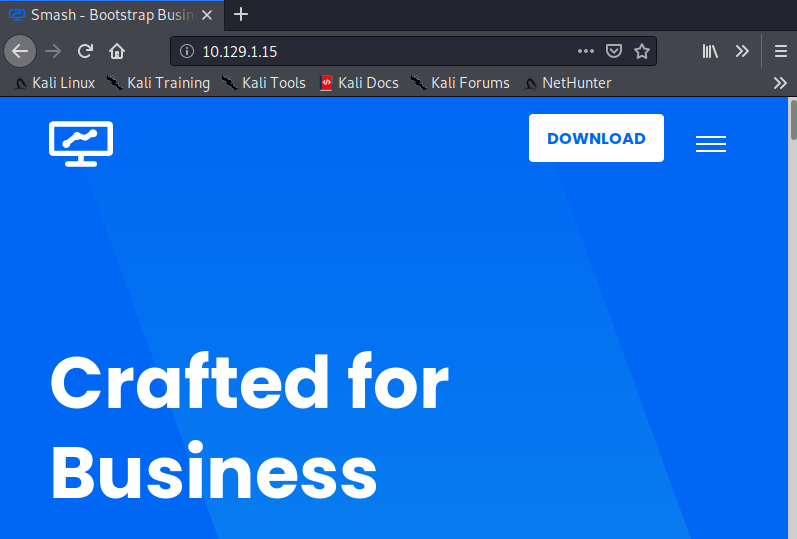 Smash - Bootstrap Busin
10.129.1.15
Kali Linux Kali Training Kali Tools Kali Docs Kali Forums NetHunter
DOWNLOAD
Crafted for
Business